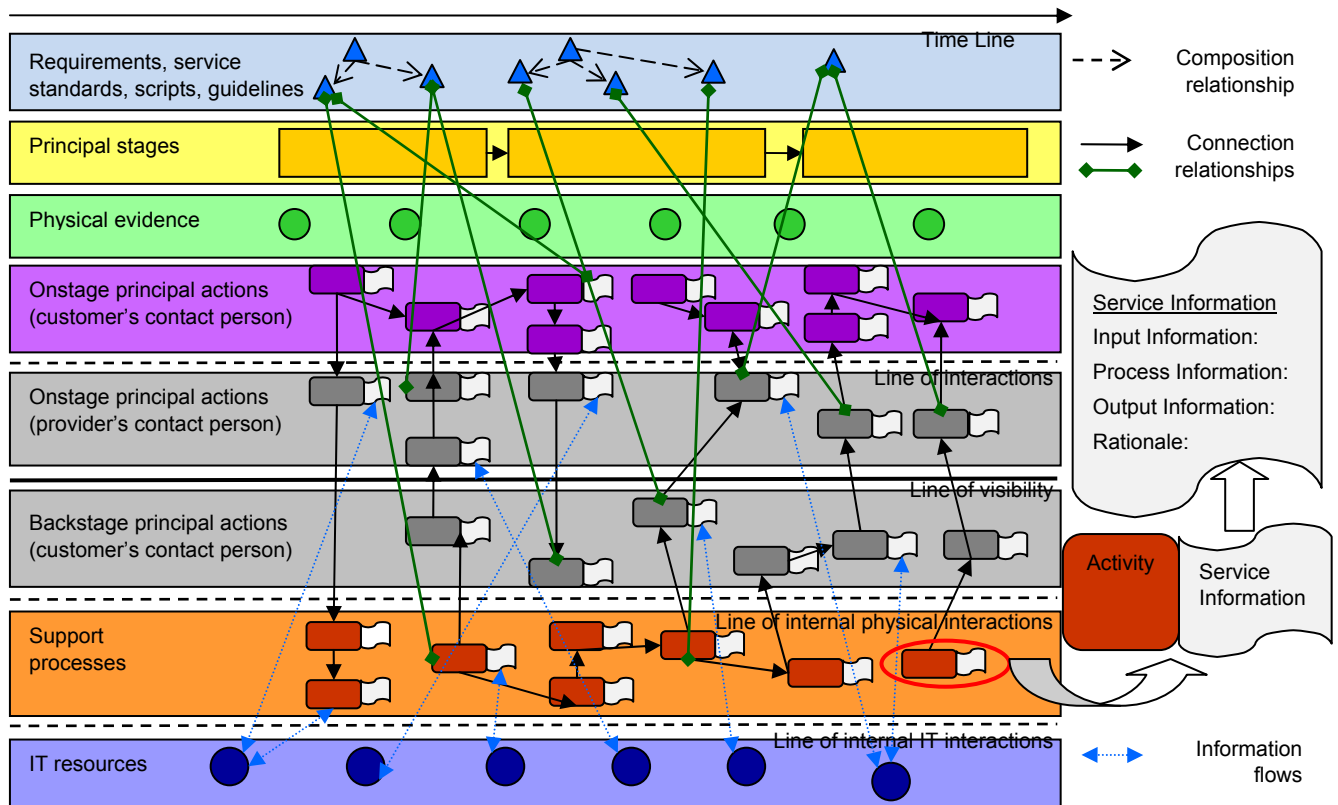 Time Line
Requirements, service
standards, scripts, guidelines
Composition
relationship
Principal stages
Connection
relationships
Physical evidence
Onstage principal actions
(customer's contact person)
Service Information
Input Information:
Process Information:
Output Information:
Rationale:
Line of interactions
Onstage principal actions
(provider's contact person)
Line of visibility
Backstage principal actions
(customer's contact person)
Activity
Service
Information
Line of internal physical interactions
Support
processes
Line of internal IT interactions
IT resources
Information
flows